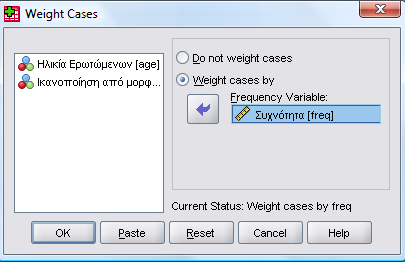 Weight Cases
Ηλικία Ερωτώμενων [age]
Ικανοποίηση από μορφ...
Do not weight cases
Weight cases by
Frequency Variable:
Συχνότητα [freq]
Current Status: Weight cases by freq
OK
Paste
Reset
Cancel
Help